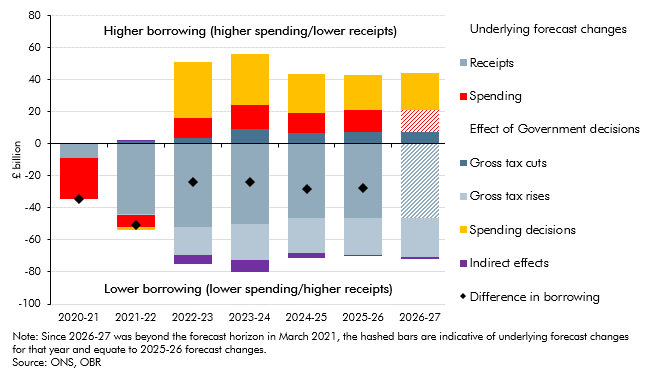 80
60
40
20
0
-20
-40
-60
-80
-100
£ billion
Higher borrowing (higher spending/lower receipts)
Lower borrowing (lower spending/higher receipts)
2020-21 2021-22 2022-23 2023-24 2024-25 2025-26 2026-27
Underlying forecast changes
Receipts
Spending
Effect of Government decisions
Gross tax cuts
Gross tax rises
Spending decisions
Indirect effects
Difference in borrowing
Note: Since 2026-27 was beyond the forecast horizon in March 2021, the hashed bars are indicative of underlying forecast changes
for that year and equate to 2025-26 forecast changes.
Source: ONS, OBR